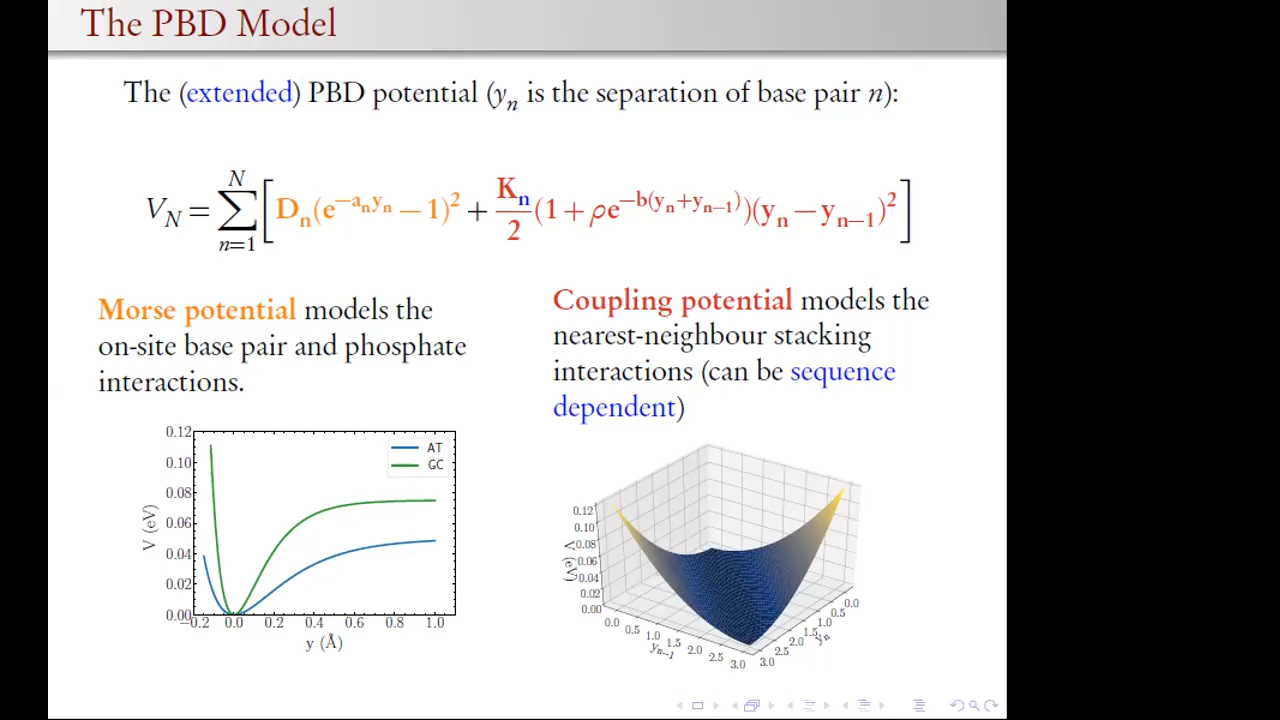 The PBD Model
The (extended) PBD potential (yₙ is the separation of base pair n):
V_N = \sum_{n=1}^{N} [ D_n(e^{-a_n y_n} - 1)^2 + \frac{K_n}{2}(1 + ρe^{-b(y_n+y_{n-1})})(y_n - y_{n-1})^2 ]
Morse potential models the
on-site base pair and phosphate
interactions.
Coupling potential models the
nearest-neighbour stacking
interactions (can be sequence
dependent)
0.12
0.10
0.08
0.06
0.04
0.02
0.00
V (eV)
AT
GC
−0.2 0.0 0.2 0.4 0.6 0.8 1.0
y (Å)
0.12
0.10
0.08
0.06
0.04
0.02
0.00
V (eV)
0.0 0.5 1.0 1.5 2.0 2.5 3.0
y_{n−1}
0.0
0.5
1.0
1.5
2.0
2.5
3.0
y_n